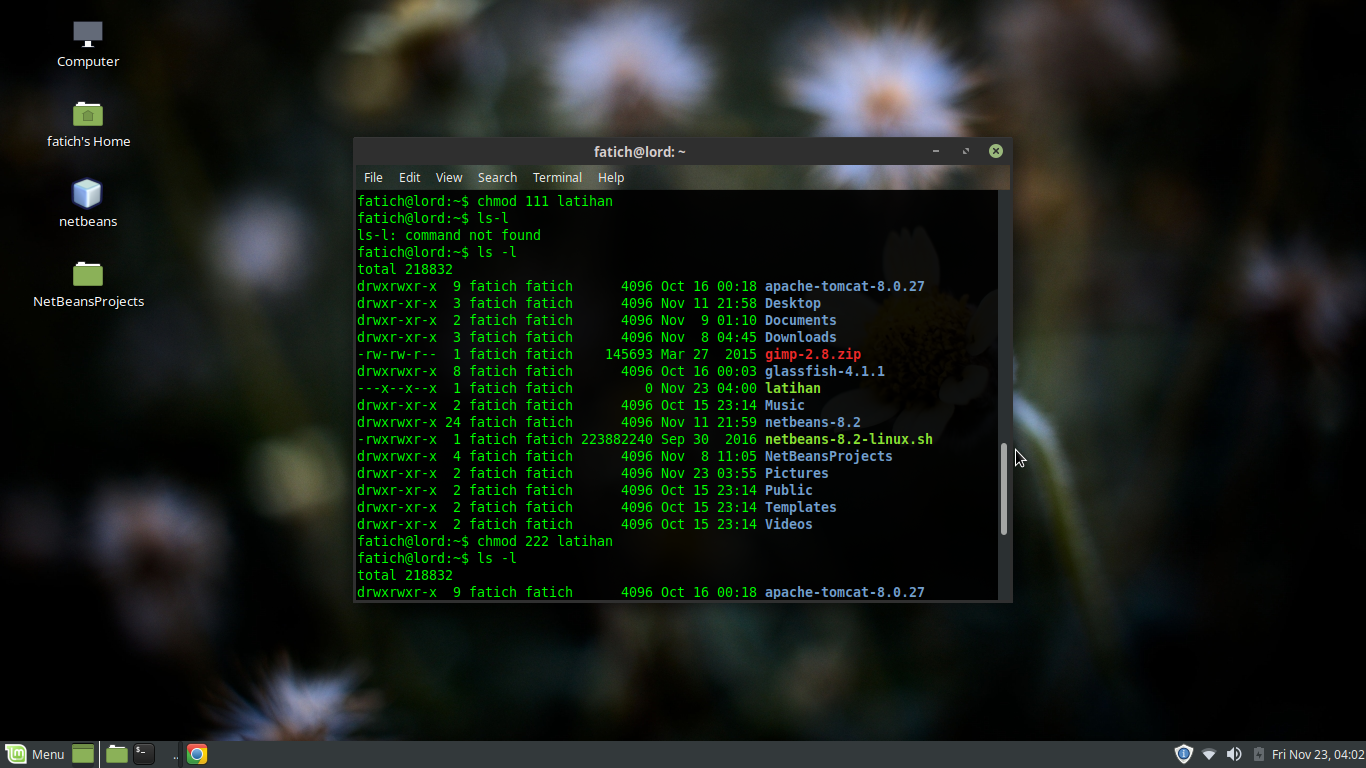 Computer
fatich's Home
netbeans
NetBeansProjects
fatich@lord: ~
File Edit View Search Terminal Help
fatich@lord:~$ chmod 111 latihan
fatich@lord:~$ ls-l
ls-l: command not found
fatich@lord:~$ ls -l
total 218832
drwxrwxr-x  9 fatich fatich      4096 Oct 16 00:18 apache-tomcat-8.0.27
drwxr-xr-x  3 fatich fatich      4096 Nov 11 21:58 Desktop
drwxr-xr-x  2 fatich fatich      4096 Nov  9 01:10 Documents
drwxr-xr-x  3 fatich fatich      4096 Nov  8 04:45 Downloads
-rw-rw-r--  1 fatich fatich    145693 Mar 27  2015 gimp-2.8.zip
drwxrwxr-x  8 fatich fatich      4096 Oct 16 00:03 glassfish-4.1.1
---x--x--x  1 fatich fatich         0 Nov 23 04:00 latihan
drwxr-xr-x  2 fatich fatich      4096 Oct 15 23:14 Music
drwxrwxr-x 24 fatich fatich      4096 Nov 11 21:59 netbeans-8.2
-rwxrwxr-x  1 fatich fatich 223882240 Sep 30  2016 netbeans-8.2-linux.sh
drwxrwxr-x  4 fatich fatich      4096 Nov  8 11:05 NetBeansProjects
drwxr-xr-x  2 fatich fatich      4096 Nov 23 03:55 Pictures
drwxr-xr-x  2 fatich fatich      4096 Oct 15 23:14 Public
drwxr-xr-x  2 fatich fatich      4096 Oct 15 23:14 Templates
drwxr-xr-x  2 fatich fatich      4096 Oct 15 23:14 Videos
fatich@lord:~$ chmod 222 latihan
fatich@lord:~$ ls -l
total 218832
drwxrwxr-x  9 fatich fatich      4096 Oct 16 00:18 apache-tomcat-8.0.27
Menu .. Fri Nov 23, 04:02